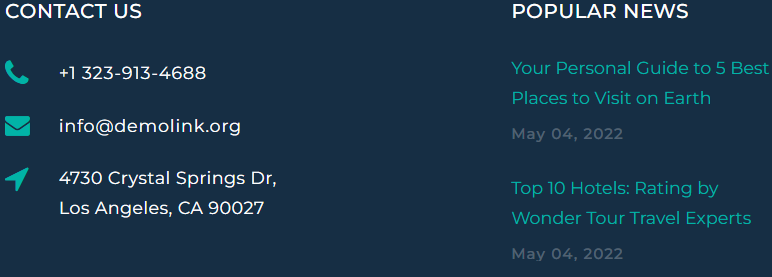 CONTACT US
+1 323-913-4688
info@demolink.org
4730 Crystal Springs Dr,
Los Angeles, CA 90027
POPULAR NEWS
Your Personal Guide to 5 Best
Places to Visit on Earth
May 04, 2022
Top 10 Hotels: Rating by
Wonder Tour Travel Experts
May 04, 2022